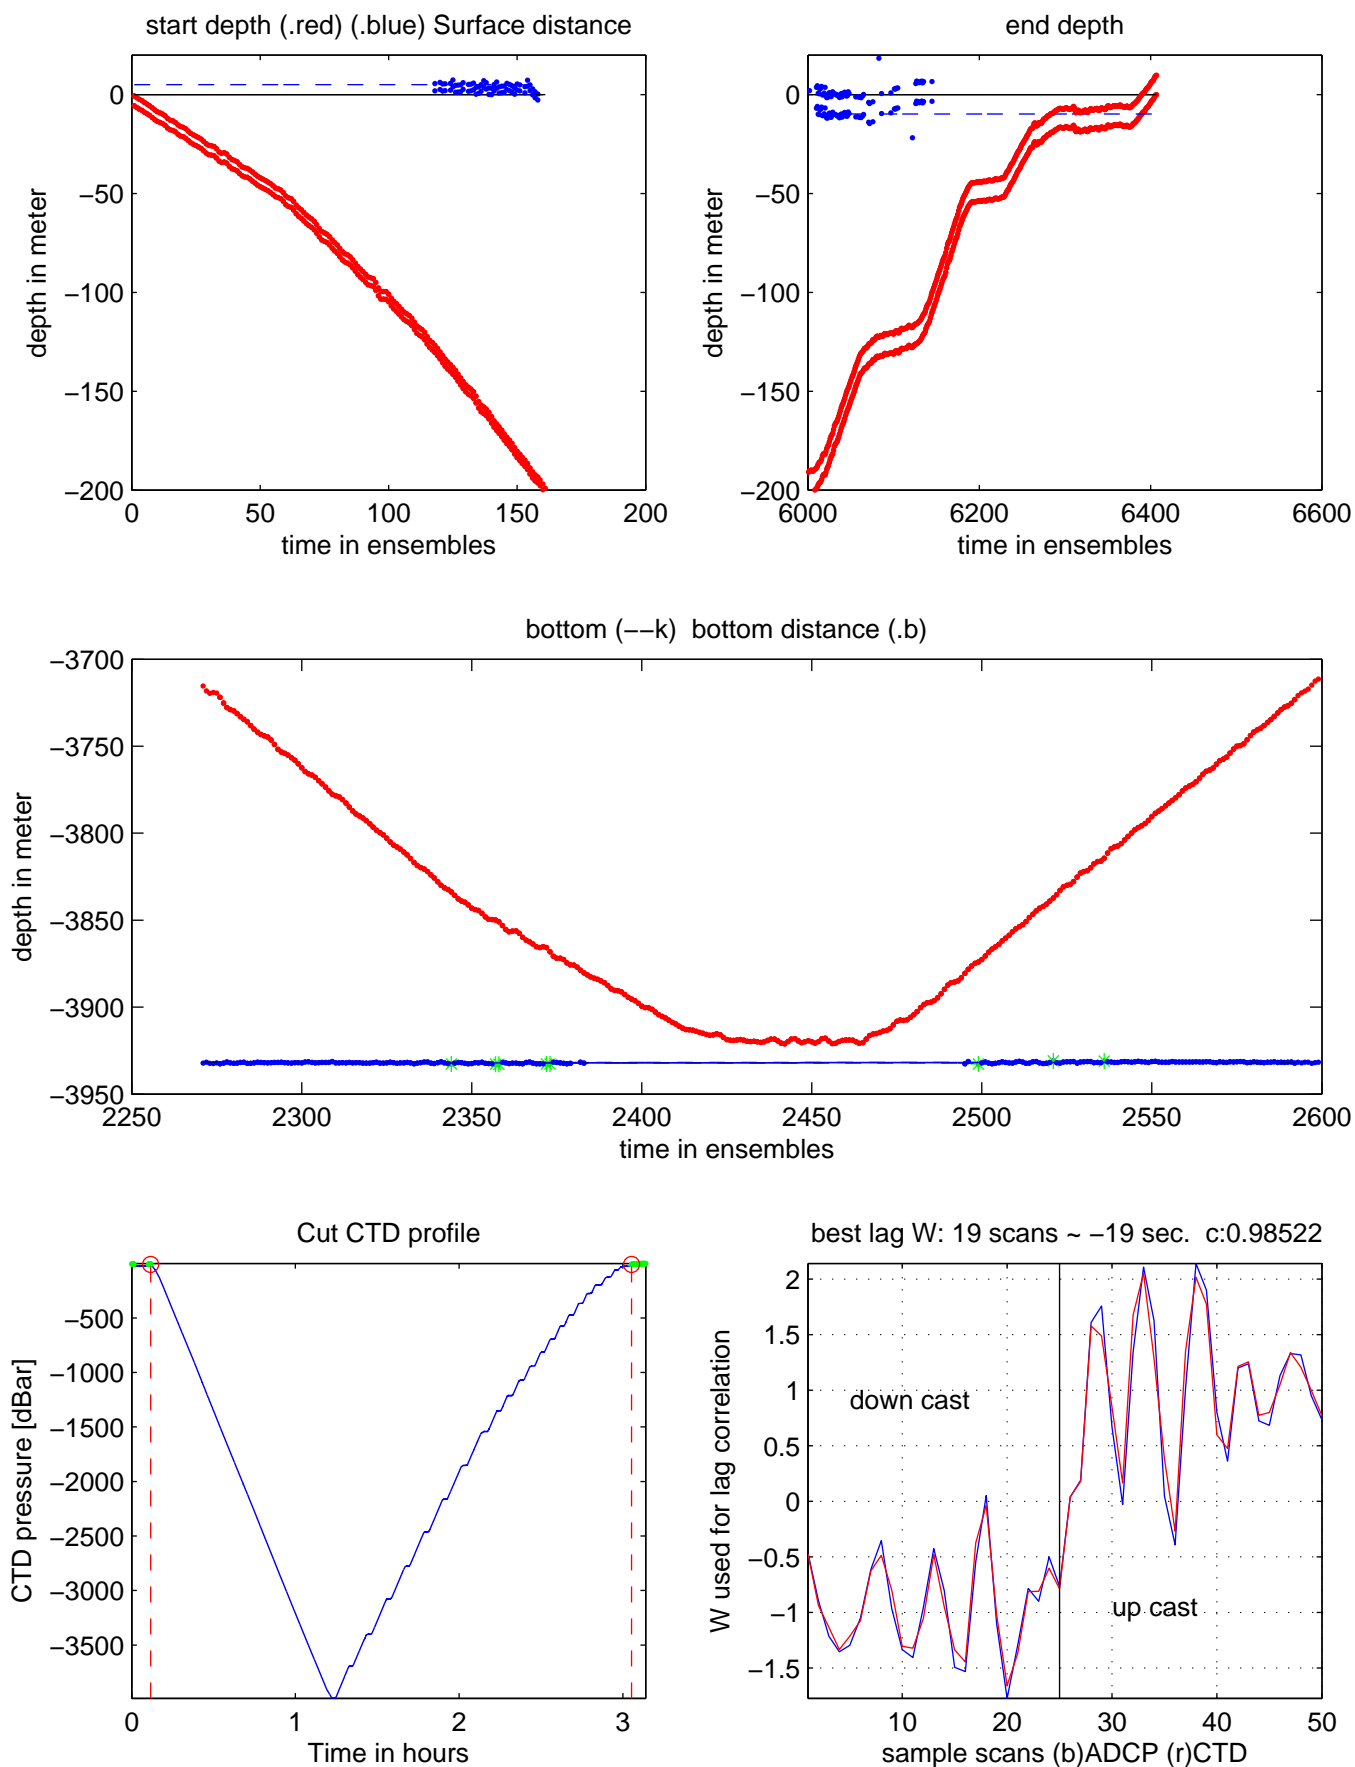 start depth (.red) (.blue) Surface distance
0
−50
−100
−150
−200
depth in meter
0 50 100 150 200
time in ensembles
end depth
0
−50
−100
−150
−200
depth in meter
6000 6200 6400 6600
time in ensembles
bottom (−−k)  bottom distance (.b)
−3700
−3750
−3800
−3850
−3900
−3950
depth in meter
2250 2300 2350 2400 2450 2500 2550 2600
time in ensembles
Cut CTD profile
−500
−1000
−1500
−2000
−2500
−3000
−3500
CTD pressure [dBar]
0 1 2 3
Time in hours
best lag W: 19 scans ~ −19 sec.  c:0.98522
2
1.5
1
0.5
0
−0.5
−1
−1.5
W used for lag correlation
down cast
up cast
10 20 30 40 50
sample scans (b)ADCP (r)CTD